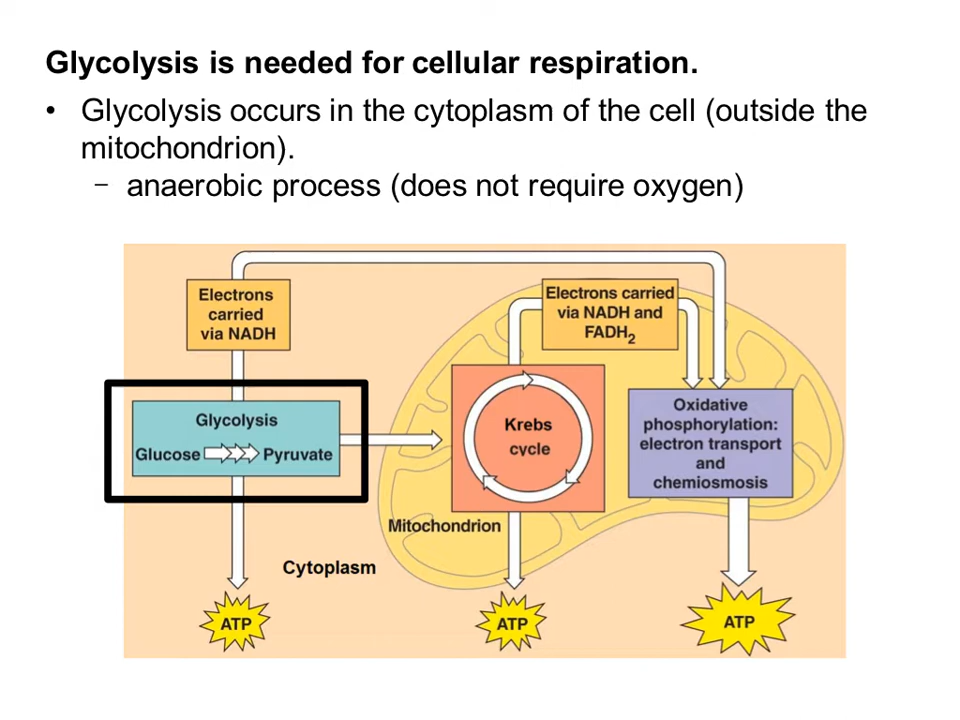 Glycolysis is needed for cellular respiration.
• Glycolysis occurs in the cytoplasm of the cell (outside the
mitochondrion).
– anaerobic process (does not require oxygen)
Electrons
carried
via NADH
Electrons carried
via NADH and
FADH₂
Glycolysis
Glucose
Pyruvate
Krebs
cycle
Oxidative
phosphorylation:
electron transport
and
chemiosmosis
Mitochondrion
Cytoplasm
ATP
ATP
ATP